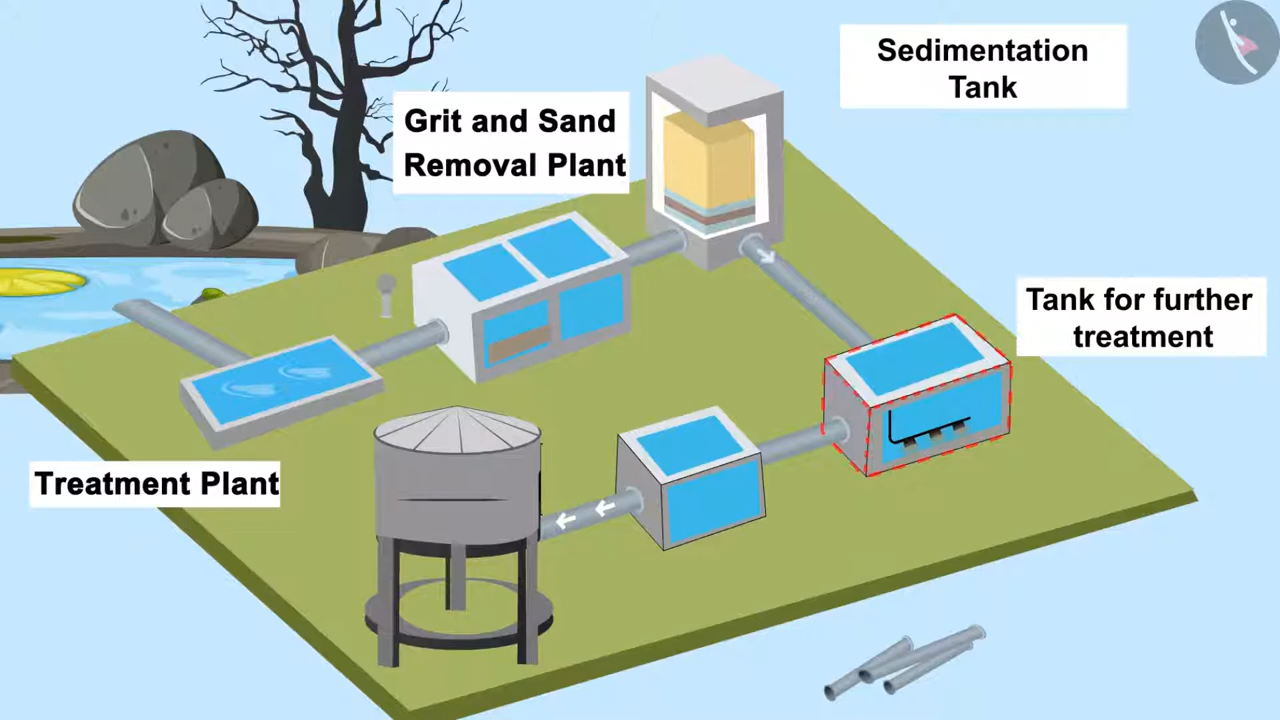 Sedimentation
Tank
Grit and Sand
Removal Plant
Tank for further
treatment
Treatment Plant